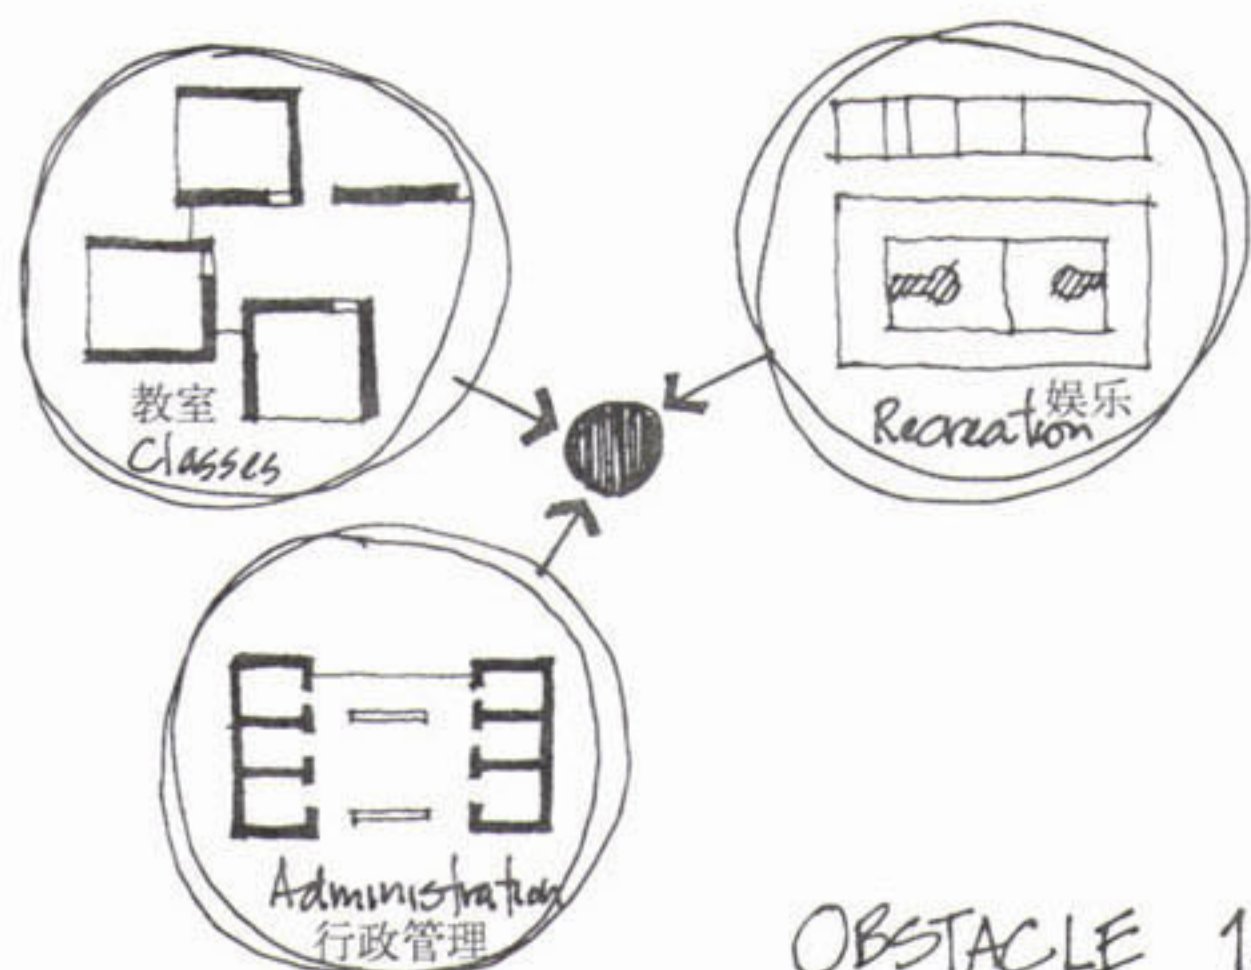 教室
Classes
娱乐
Recreation
Administration
行政管理
OBSTACLE 1